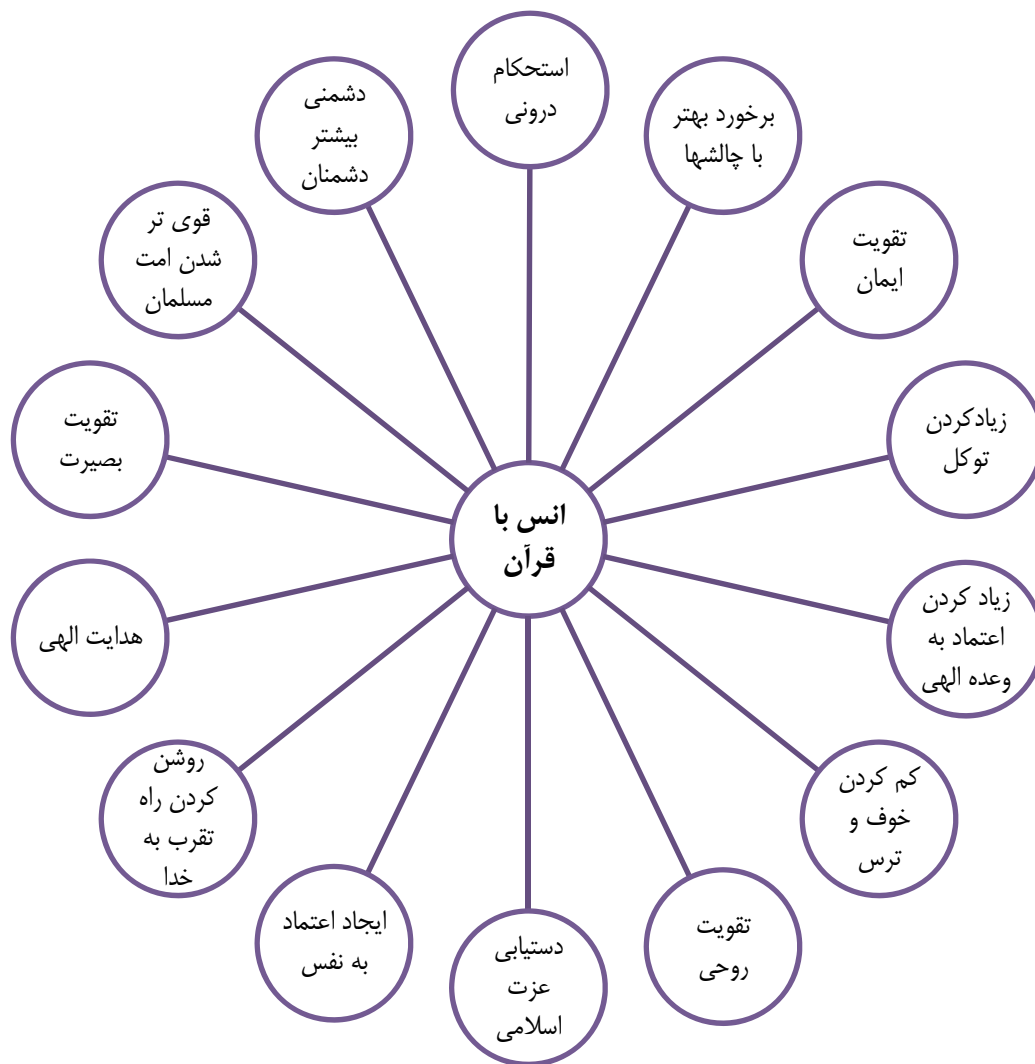 انس با
قرآن
استحکام
درونی
برخورد بهتر
با چالشها
تقویت
ایمان
زیادکردن
توکل
زیاد کردن
اعتماد به
وعده الهی
کم کردن
خوف و
ترس
تقویت
روحی
دستیابی
عزت
اسلامی
ایجاد اعتماد
به نفس
روشن
کردن راه
تقرب به
خدا
هدایت الهی
تقویت
بصیرت
قوی تر
شدن امت
مسلمان
دشمنی
بیشتر
دشمنان